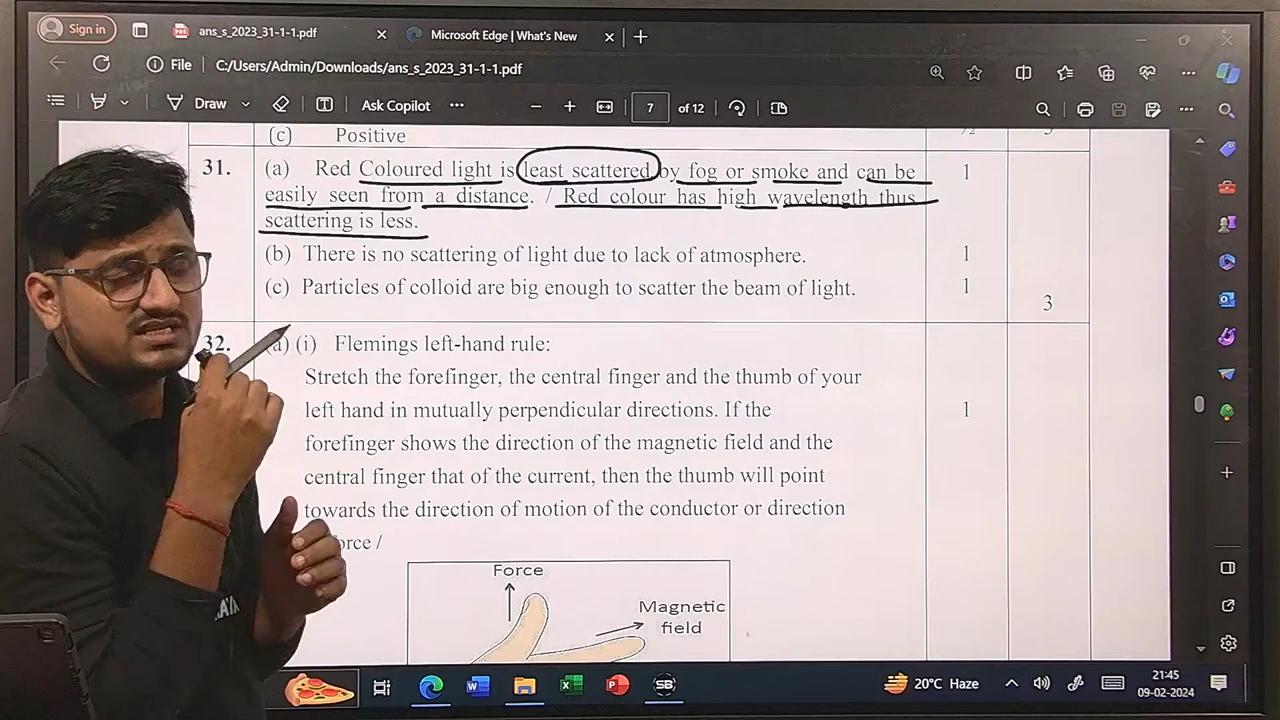 Sign in
ans_s_2023_31-1-1.pdf
Microsoft Edge | What's New
File
C:/Users/Admin/Downloads/ans_s_2023_31-1-1.pdf
Draw
Ask Copilot
7 of 12
(c) Positive ½ 3
31. (a) Red Coloured light is least scattered by fog or smoke and can be 1
easily seen from a distance. / Red colour has high wavelength thus
scattering is less.
(b) There is no scattering of light due to lack of atmosphere. 1
(c) Particles of colloid are big enough to scatter the beam of light. 1
3
32. (a) (i) Flemings left-hand rule:
Stretch the forefinger, the central finger and the thumb of your
left hand in mutually perpendicular directions. If the 1
forefinger shows the direction of the magnetic field and the
central finger that of the current, then the thumb will point
towards the direction of motion of the conductor or direction
force /
Force
Magnetic
field
20°C Haze
21:45
09-02-2024